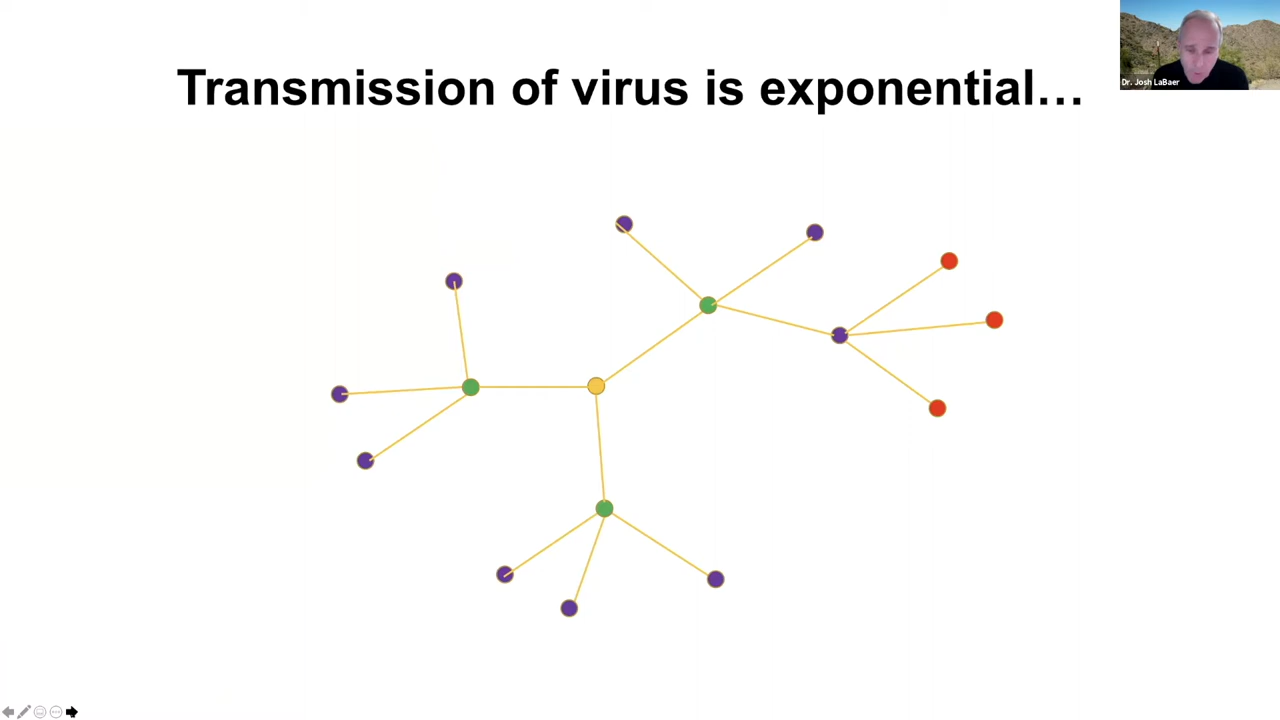 Transmission of virus is exponential…
Dr. Josh LaBaer